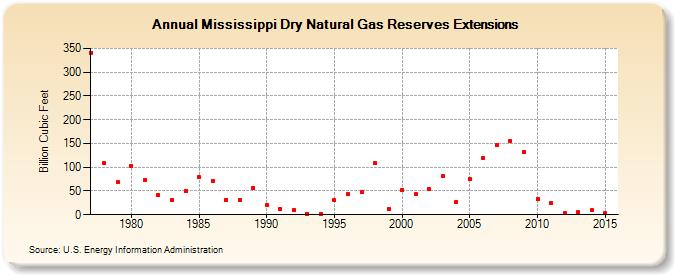 Annual Mississippi Dry Natural Gas Reserves Extensions
Billion Cubic Feet
350
300
250
200
150
100
50
0
1980 1985 1990 1995 2000 2005 2010 2015
Source: U.S. Energy Information Administration